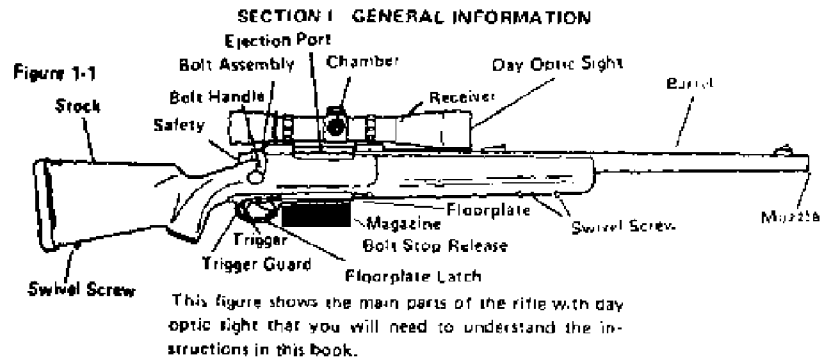 SECTION I GENERAL INFORMATION
Ejection Port
Figure 1-1
Bolt Assembly
Chamber
Day Optic Sight
Stock
Bolt Handle
Receiver
Barrel
Safety
Floorplate
Magazine
Swivel Screw
Muzzle
Trigger
Bolt Stop Release
Trigger Guard
Floorplate Latch
Swivel Screw
This figure shows the main parts of the rifle with day
optic sight that you will need to understand the in-
structions in this book.